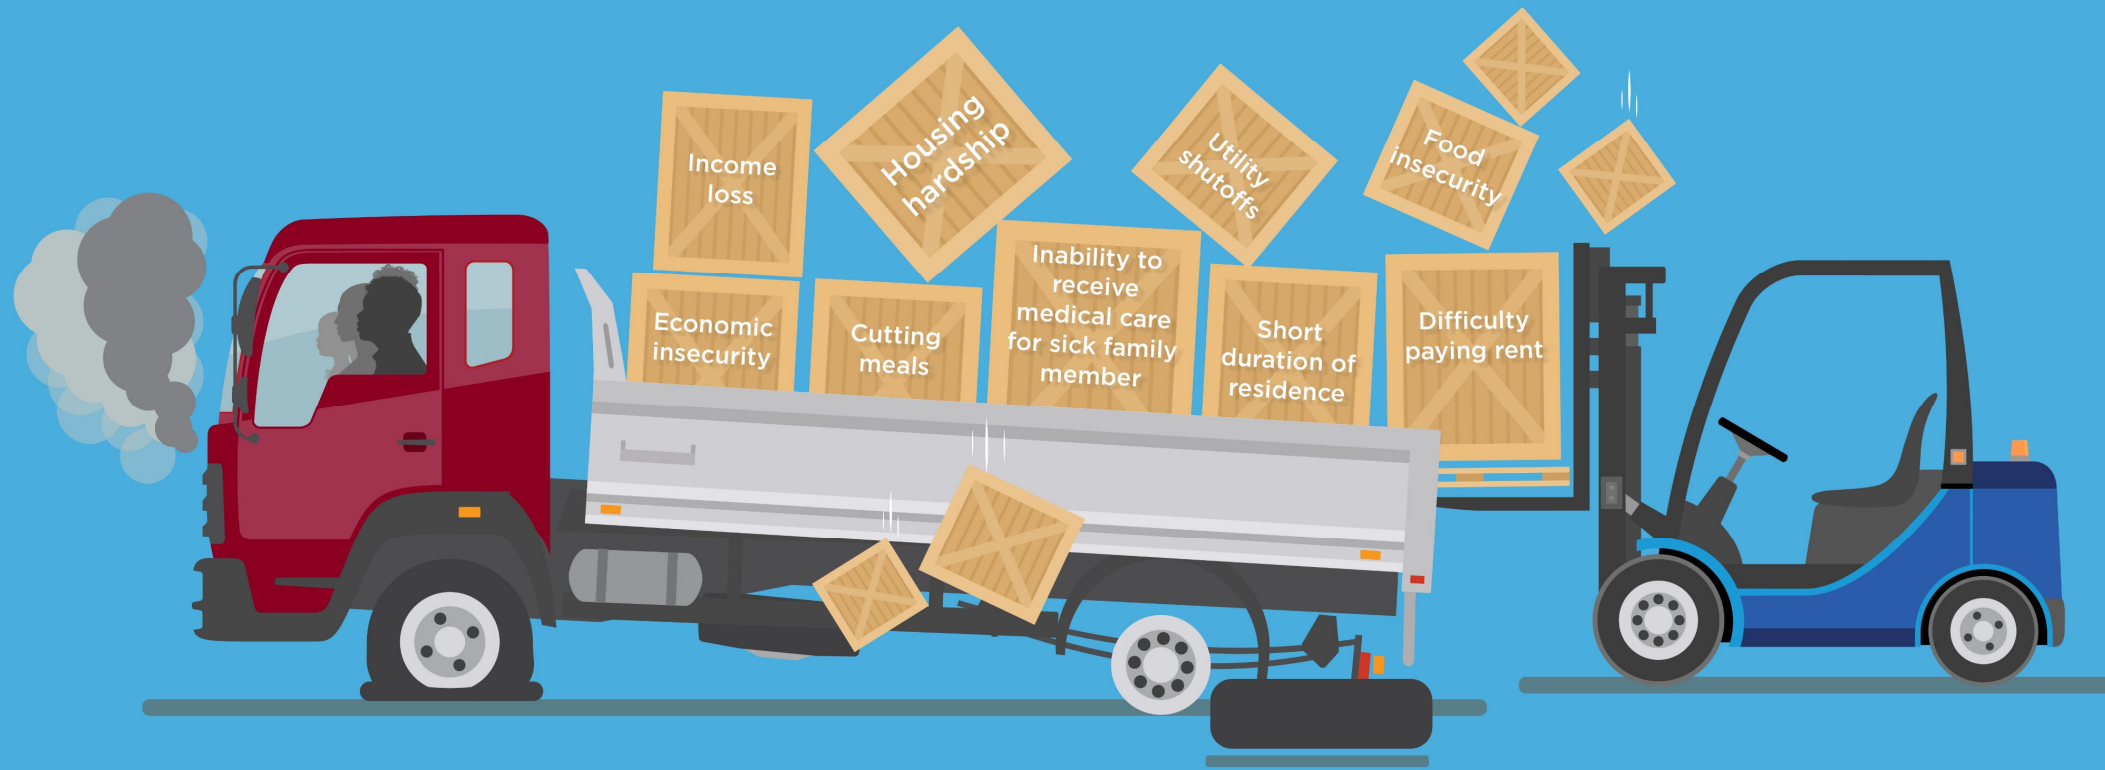 Income
loss
Housing
hardship
Utility
shutoffs
Food
insecurity
Economic
insecurity
Cutting
meals
Inability to
receive
medical care
for sick family
member
Short
duration of
residence
Difficulty
paying rent